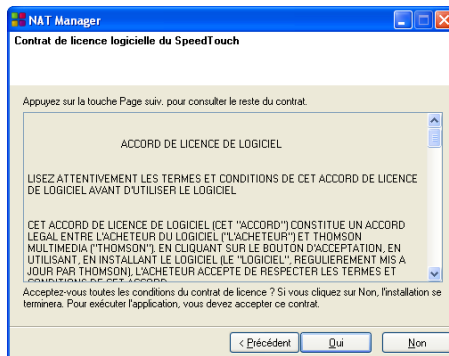 NAT Manager
Contrat de licence logicielle du SpeedTouch
Appuyez sur la touche Page suiv. pour consulter le reste du contrat.
ACCORD DE LICENCE DE LOGICIEL
LISEZ ATTENTIVEMENT LES TERMES ET CONDITIONS DE CET ACCORD DE LICENCE
DE LOGICIEL AVANT D'UTILISER LE LOGICIEL
CET ACCORD DE LICENCE DE LOGICIEL (CET "ACCORD") CONSTITUE UN ACCORD
LEGAL ENTRE L'ACHETEUR DU LOGICIEL ("L'ACHETEUR") ET THOMSON
MULTIMEDIA ("THOMSON"). EN CLIQUANT SUR LE BOUTON D'ACCEPTATION, EN
UTILISANT, EN INSTALLANT LE LOGICIEL (LE "LOGICIEL", REGULIEREMENT MIS A
JOUR PAR THOMSON), L'ACHETEUR ACCEPTE DE RESPECTER LES TERMES ET
CONDITIONS DE CET ACCORD
Acceptez-vous toutes les conditions du contrat de licence ? Si vous cliquez sur Non, l'installation se
terminera. Pour exécuter l'application, vous devez accepter ce contrat.
< Précédent Oui Non